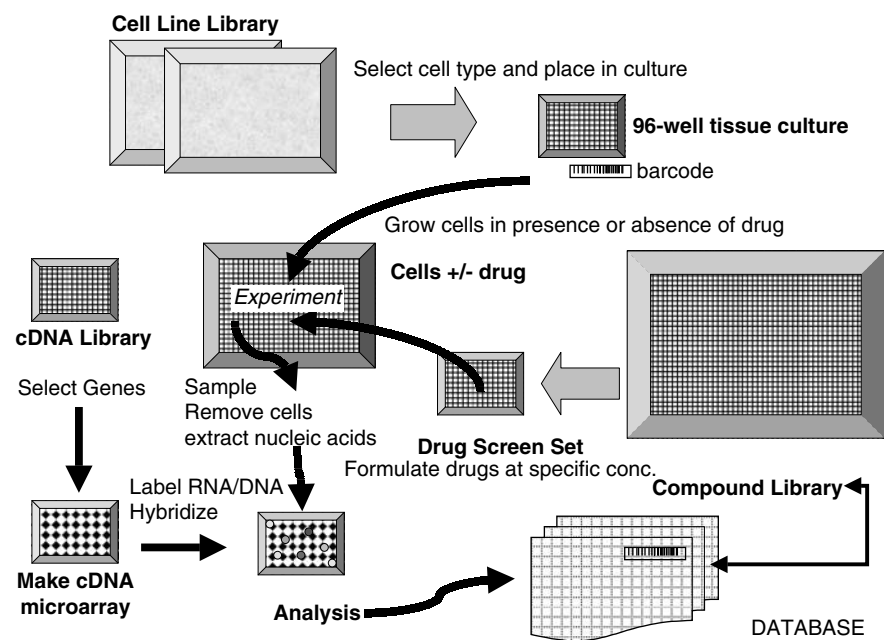 Cell Line Library
Select cell type and place in culture
96-well tissue culture
barcode
Grow cells in presence or absence of drug
Cells +/- drug
Experiment
cDNA Library
Select Genes
Sample
Remove cells
extract nucleic acids
Drug Screen Set
Formulate drugs at specific conc.
Compound Library
Label RNA/DNA
Hybridize
Make cDNA
microarray
Analysis
DATABASE